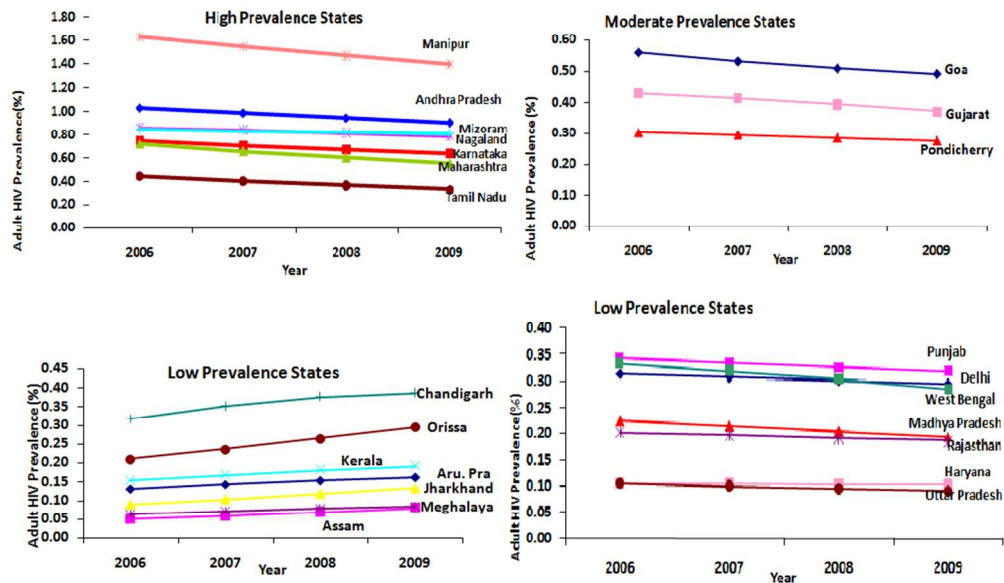 High Prevalence States
Adult HIV Prevalence(%)
1.80
1.60
1.40
1.20
1.00
0.80
0.60
0.40
0.20
0.00
Manipur
Andhra Pradesh
Mizoram
Nagaland
Karnataka
Maharashtra
Tamil Nadu
2006 2007 2008 2009
Year
Moderate Prevalence States
Adult HIV Prevalence (%)
0.60
0.50
0.40
0.30
0.20
0.10
0.00
Goa
Gujarat
Pondicherry
2006 2007 2008 2009
Year
Low Prevalence States
Adult HIV Prevalence (%)
0.45
0.40
0.35
0.30
0.25
0.20
0.15
0.10
0.05
0.00
Chandigarh
Orissa
Kerala
Aru. Pra
Jharkhand
Meghalaya
Assam
2006 2007 2008 2009
Year
Low Prevalence States
Adult HIV Prevalence(%)
0.40
0.35
0.30
0.25
0.20
0.15
0.10
0.05
0.00
Punjab
Delhi
West Bengal
Madhya Pradesh
Rajasthan
Haryana
Utter Pradesh
2006 2007 2008 2009
Year